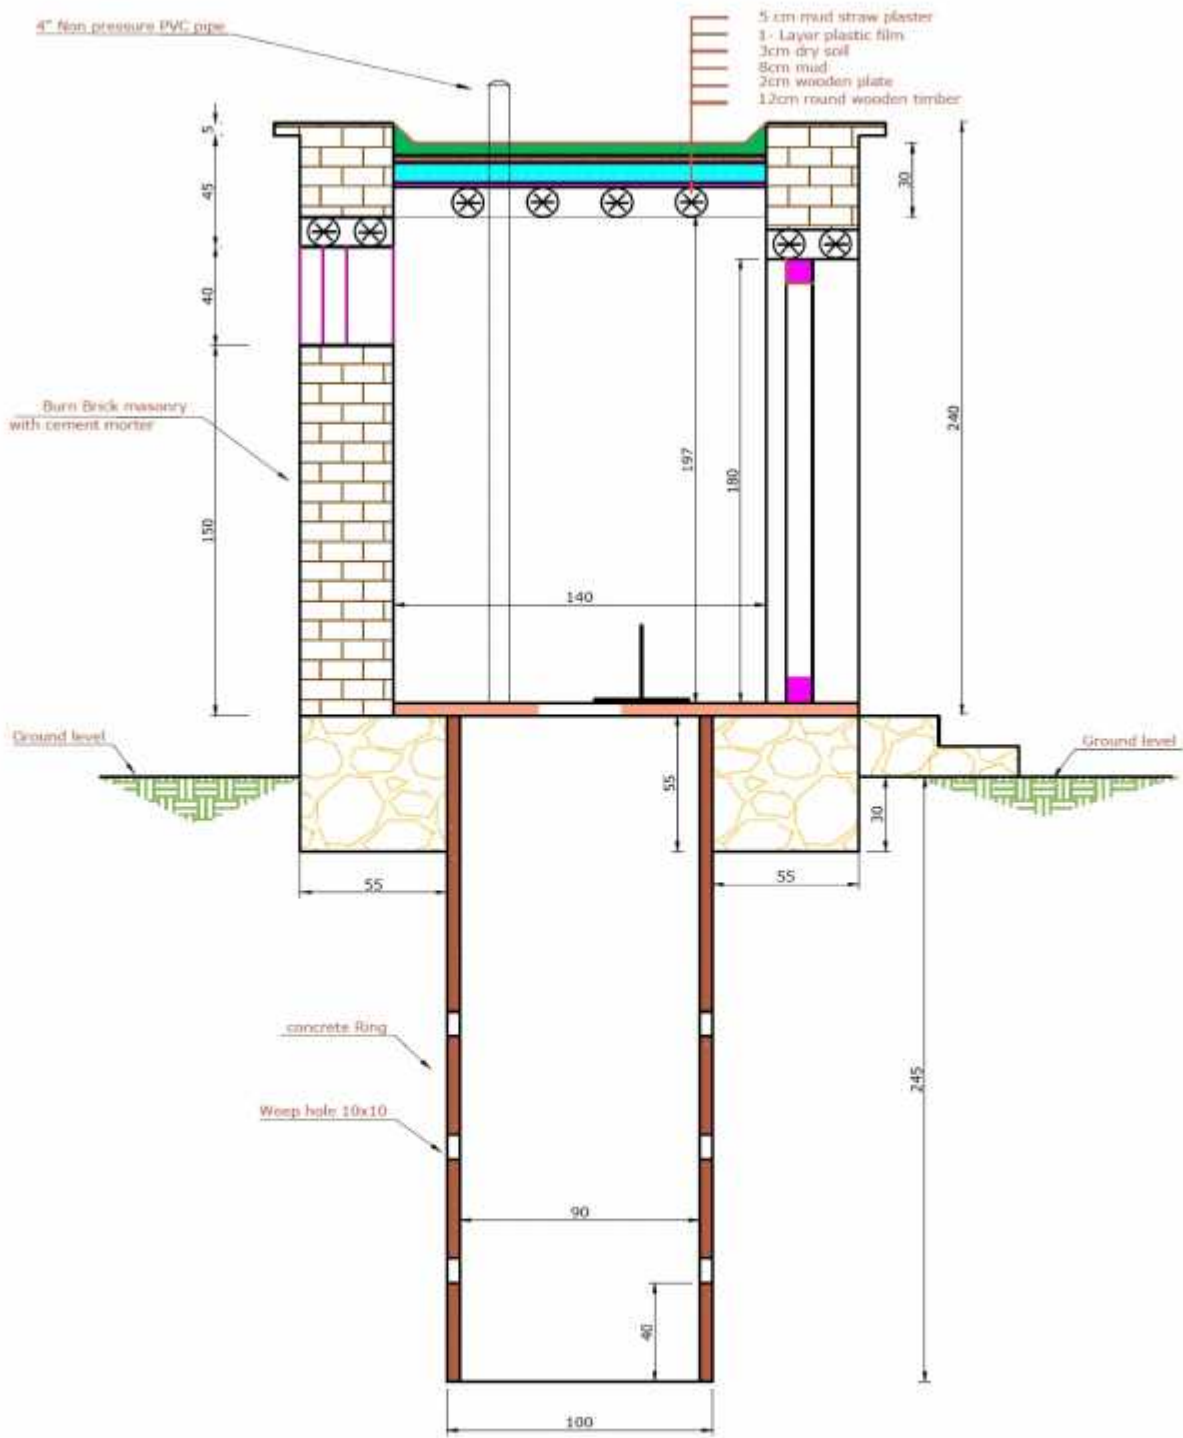 4" Non pressure PVC pipe
5 cm mud straw plaster
1- Layer plastic film
3cm dry soil
8cm mud
2cm wooden plate
12cm round wooden timber
5
45
30
40
240
197
180
Burn Brick masonry
with cement morter
150
140
Ground level
Ground level
55
30
55
55
concrete Ring
245
Weep hole 10x10
90
40
100